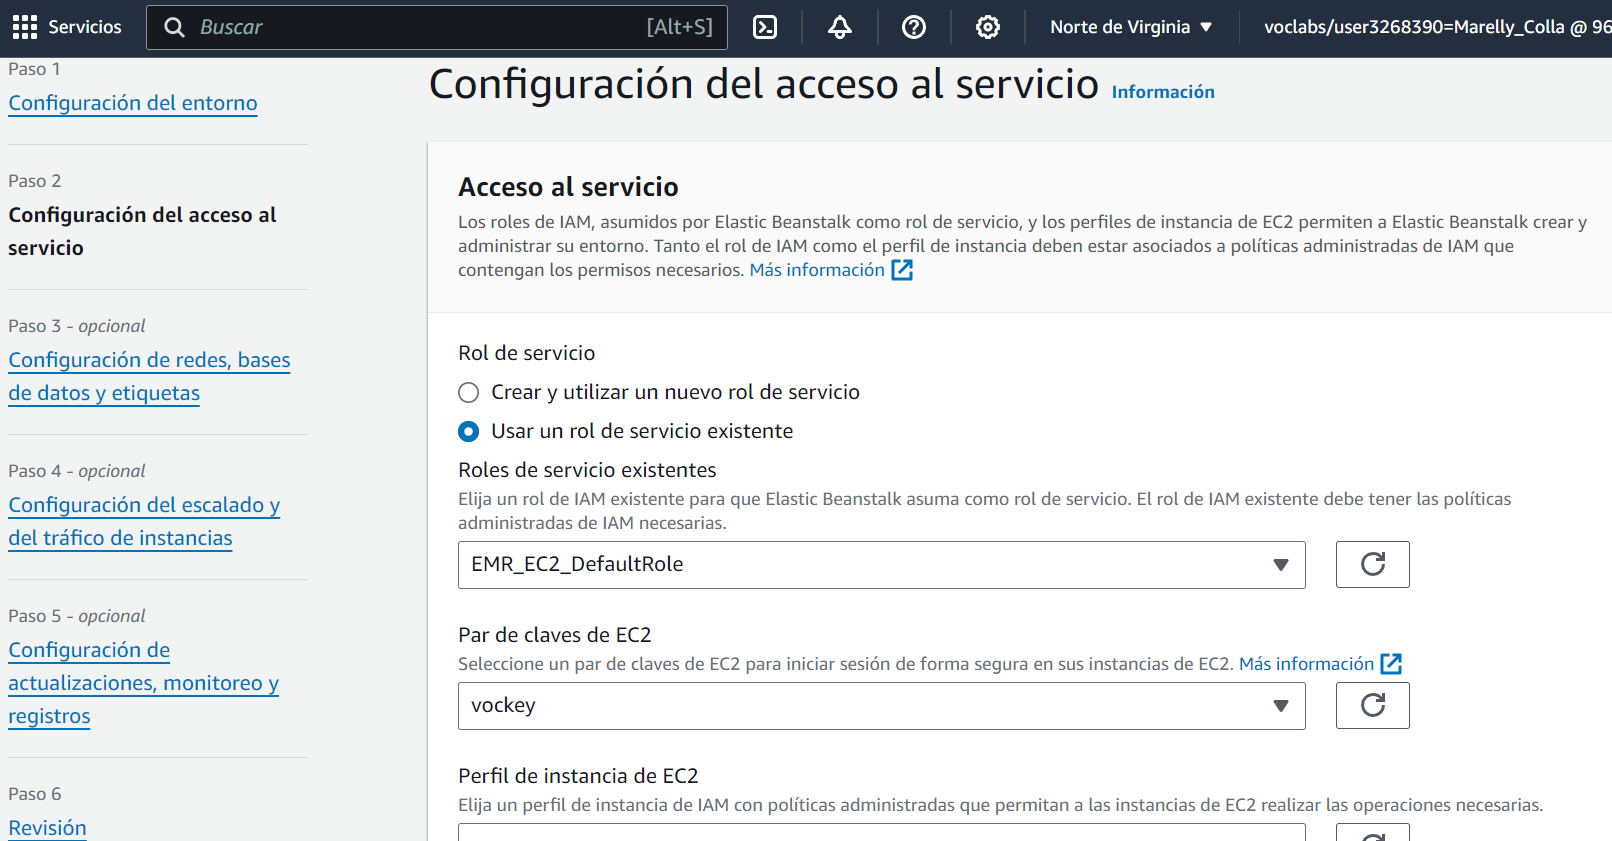 Servicios
Buscar
[Alt+S]
Norte de Virginia
voclabs/user3268390=Marelly_Colla @ 96
Paso 1
Configuración del entorno
Paso 2
Configuración del acceso al
servicio
Paso 3 - opcional
Configuración de redes, bases
de datos y etiquetas
Paso 4 - opcional
Configuración del escalado y
del tráfico de instancias
Paso 5 - opcional
Configuración de
actualizaciones, monitoreo y
registros
Paso 6
Revisión
Configuración del acceso al servicio Información
Acceso al servicio
Los roles de IAM, asumidos por Elastic Beanstalk como rol de servicio, y los perfiles de instancia de EC2 permiten a Elastic Beanstalk crear y
administrar su entorno. Tanto el rol de IAM como el perfil de instancia deben estar asociados a políticas administradas de IAM que
contengan los permisos necesarios. Más información
Rol de servicio
Crear y utilizar un nuevo rol de servicio
Usar un rol de servicio existente
Roles de servicio existentes
Elija un rol de IAM existente para que Elastic Beanstalk asuma como rol de servicio. El rol de IAM existente debe tener las políticas
administradas de IAM necesarias.
EMR_EC2_DefaultRole
Par de claves de EC2
Seleccione un par de claves de EC2 para iniciar sesión de forma segura en sus instancias de EC2. Más información
vockey
Perfil de instancia de EC2
Elija un perfil de instancia de IAM con políticas administradas que permitan a las instancias de EC2 realizar las operaciones necesarias.